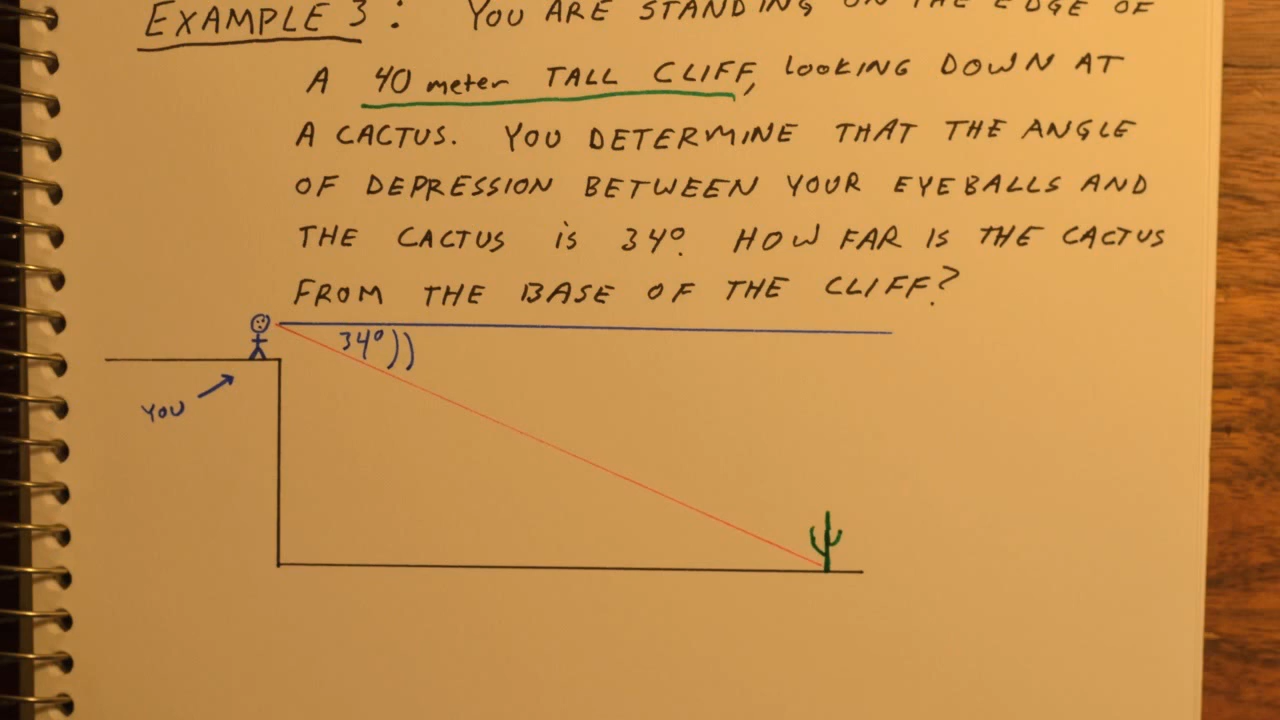 EXAMPLE 3: YOU ARE STANDING ON THE EDGE OF
A 40 meter TALL CLIFF, LOOKING DOWN AT
A CACTUS. YOU DETERMINE THAT THE ANGLE
OF DEPRESSION BETWEEN YOUR EYEBALLS AND
THE CACTUS is 34°. HOW FAR IS THE CACTUS
FROM THE BASE OF THE CLIFF?
34°
YOU